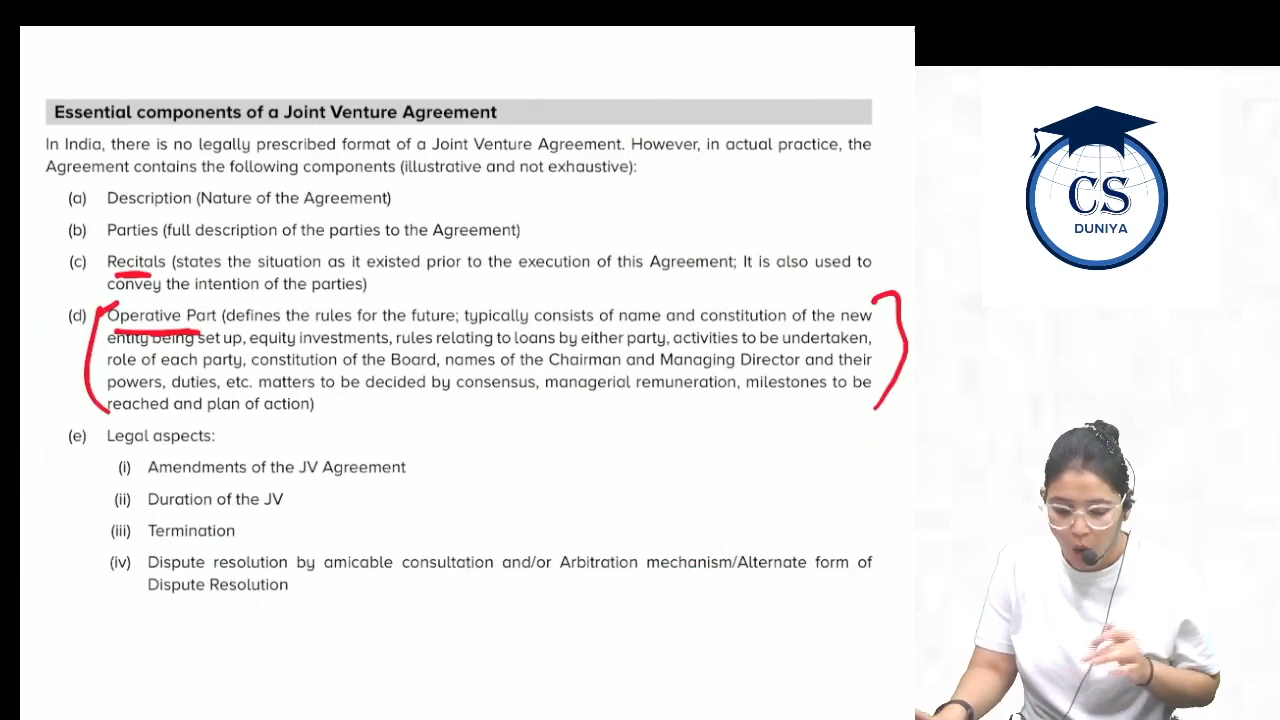 Essential components of a Joint Venture Agreement
In India, there is no legally prescribed format of a Joint Venture Agreement. However, in actual practice, the
Agreement contains the following components (illustrative and not exhaustive):
(a) Description (Nature of the Agreement)
(b) Parties (full description of the parties to the Agreement)
(c) Recitals (states the situation as it existed prior to the execution of this Agreement; It is also used to
convey the intention of the parties)
(d) Operative Part (defines the rules for the future; typically consists of name and constitution of the new
entity being set up, equity investments, rules relating to loans by either party, activities to be undertaken,
role of each party, constitution of the Board, names of the Chairman and Managing Director and their
powers, duties, etc. matters to be decided by consensus, managerial remuneration, milestones to be
reached and plan of action)
(e) Legal aspects:
(i) Amendments of the JV Agreement
(ii) Duration of the JV
(iii) Termination
(iv) Dispute resolution by amicable consultation and/or Arbitration mechanism/Alternate form of
Dispute Resolution
CS
DUNIYA